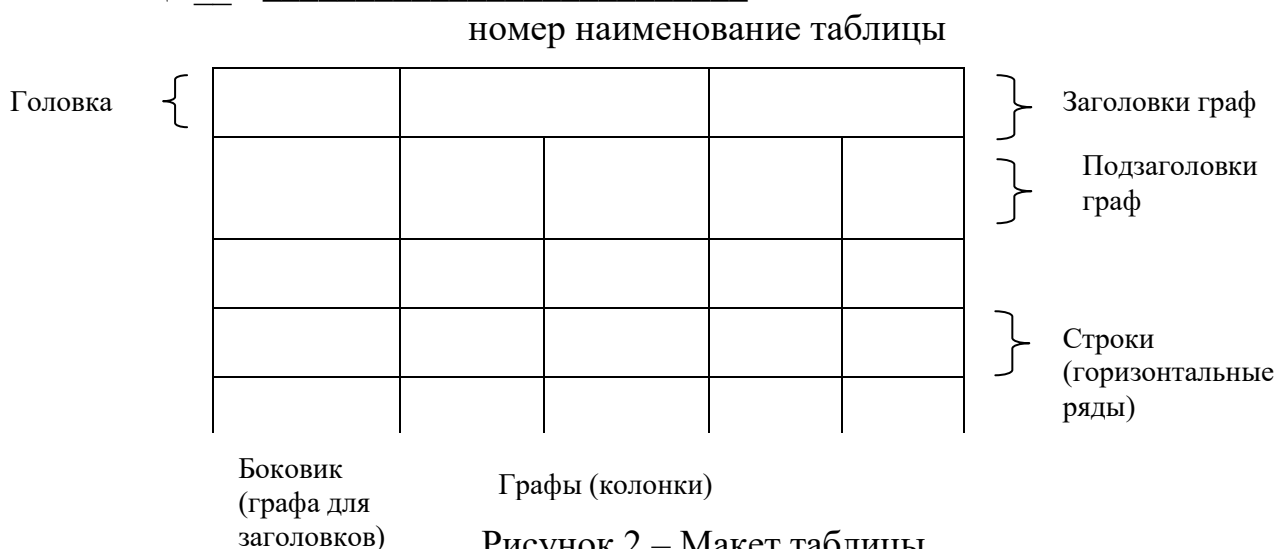 номер наименование таблицы
Головка
Заголовки граф
Подзаголовки
граф
Строки
(горизонтальные
ряды)
Боковик
(графа для
заголовков)
Графы (колонки)
Рисунок 2 – Макет таблицы